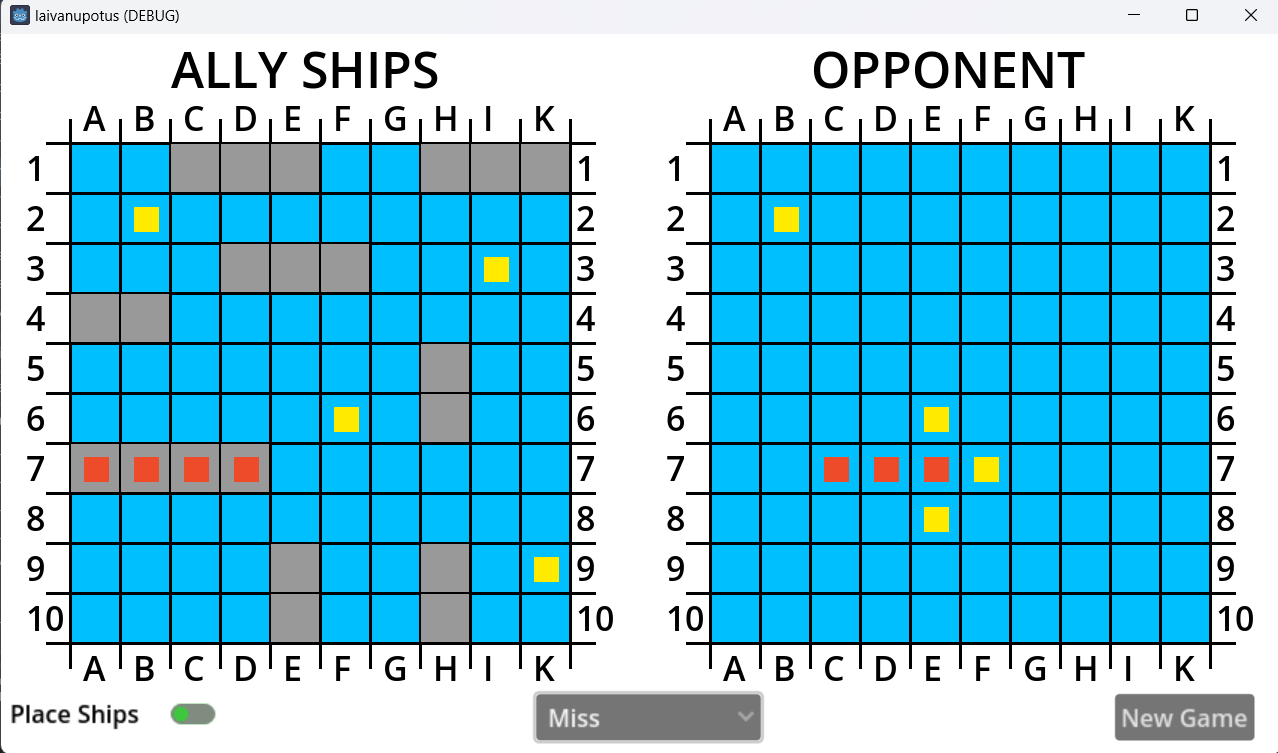 laivanupotus (DEBUG)
ALLY SHIPS OPPONENT
A B C D E F G H I K A B C D E F G H I K
1 1 1 1
2 2 2 2
3 3 3 3
4 4 4 4
5 5 5 5
6 6 6 6
7 7 7 7
8 8 8 8
9 9 9 9
10 10 10 10
A B C D E F G H I K A B C D E F G H I K
Place Ships Miss New Game